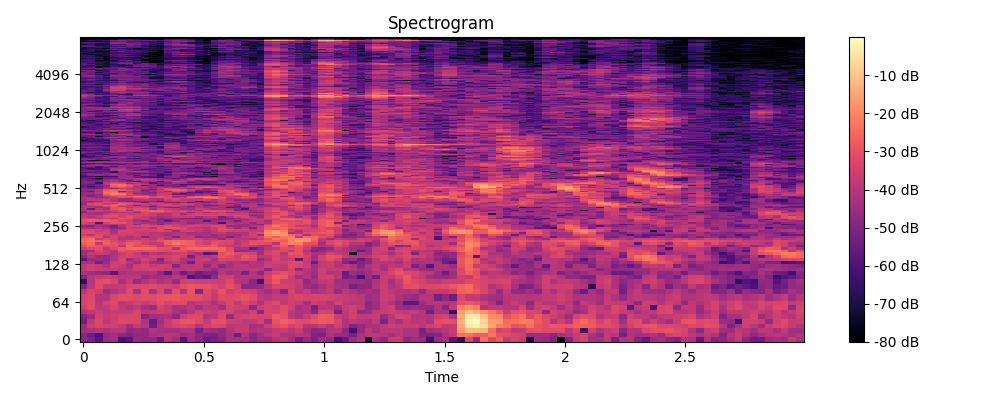 Spectrogram
4096
2048
1024
512
256
128
64
0
Hz
0
0.5
1
1.5
2
2.5
Time
-10 dB
-20 dB
-30 dB
-40 dB
-50 dB
-60 dB
-70 dB
-80 dB